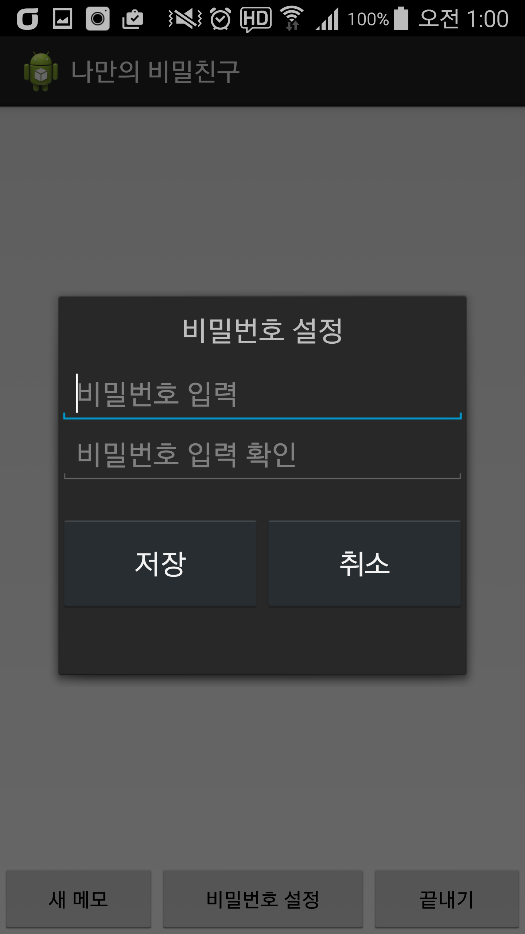 HD 100% 오전 1:00
나만의 비밀친구
비밀번호 설정
비밀번호 입력
비밀번호 입력 확인
저장 취소
새 메모 비밀번호 설정 끝내기